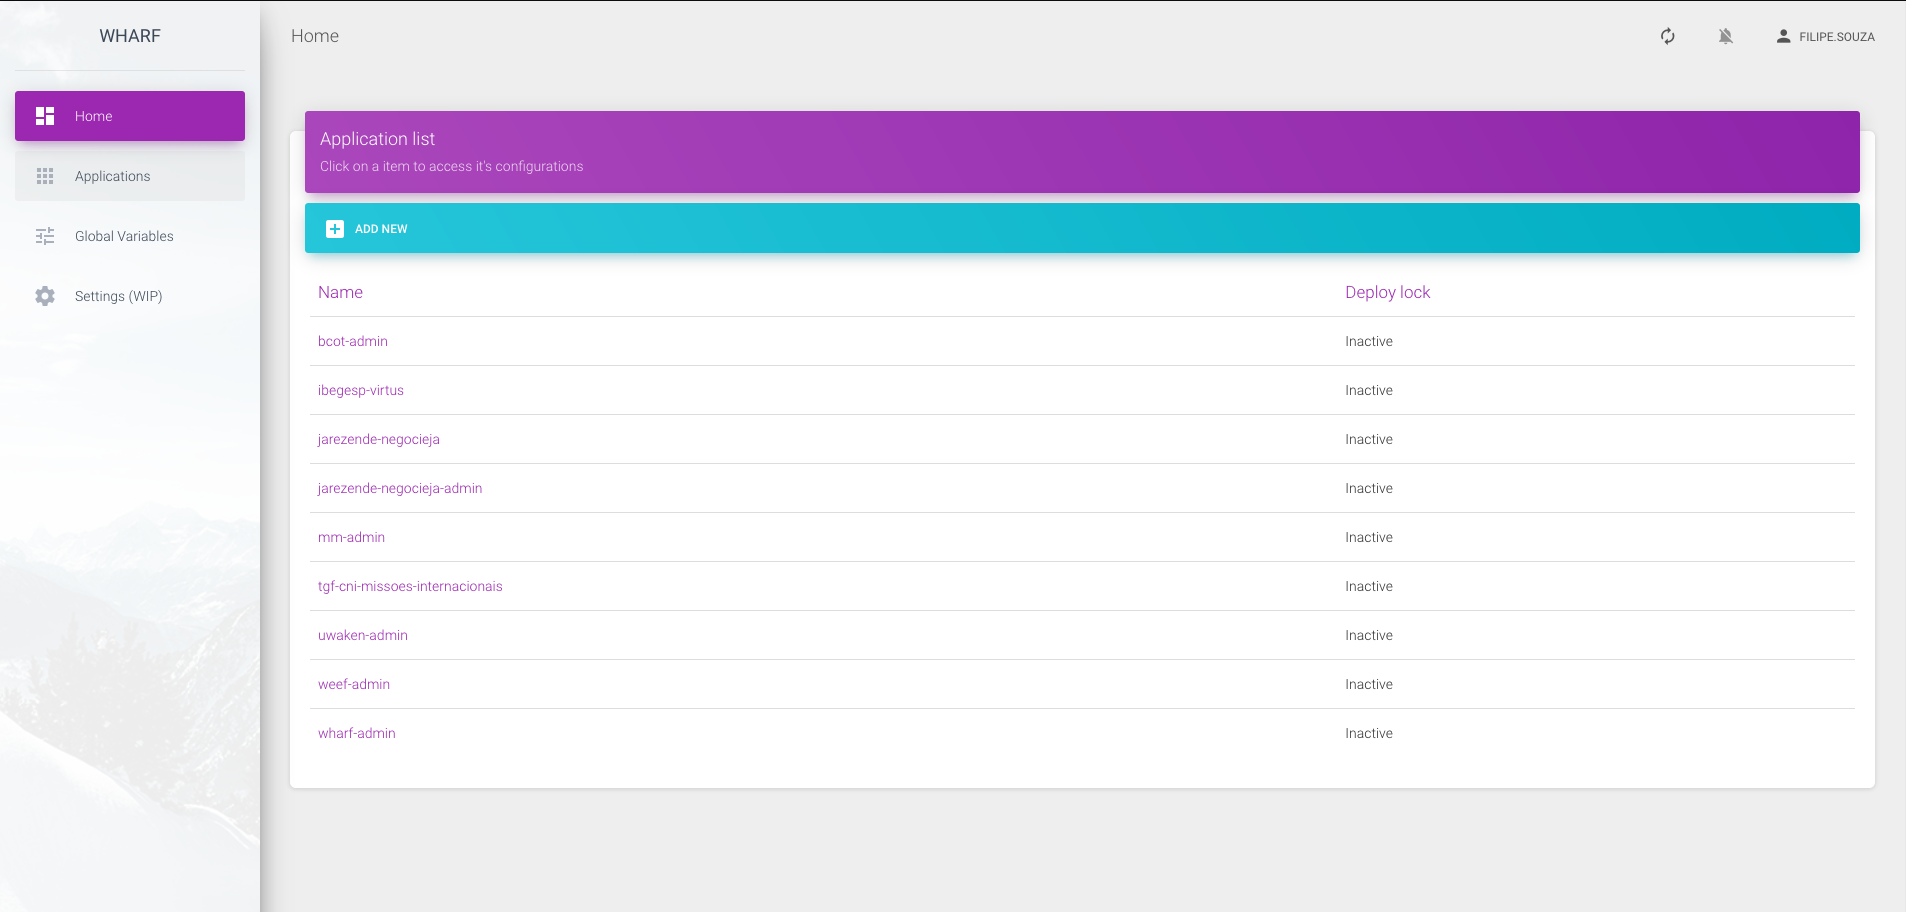 WHARF
Home
Applications
Global Variables
Settings (WIP)
Home
FILIPE.SOUZA
Application list
Click on a item to access it's configurations
ADD NEW
Name Deploy lock
bcot-admin Inactive
ibegesp-virtus Inactive
jarezende-negocieja Inactive
jarezende-negocieja-admin Inactive
mm-admin Inactive
tgf-cni-missoes-internacionais Inactive
uwaken-admin Inactive
weef-admin Inactive
wharf-admin Inactive